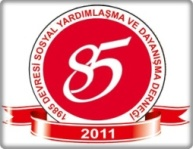 1985 DEVRESİ SOSYAL YARDIMLAŞMA VE DAYANIŞMA DERNEĞİ
85
2011